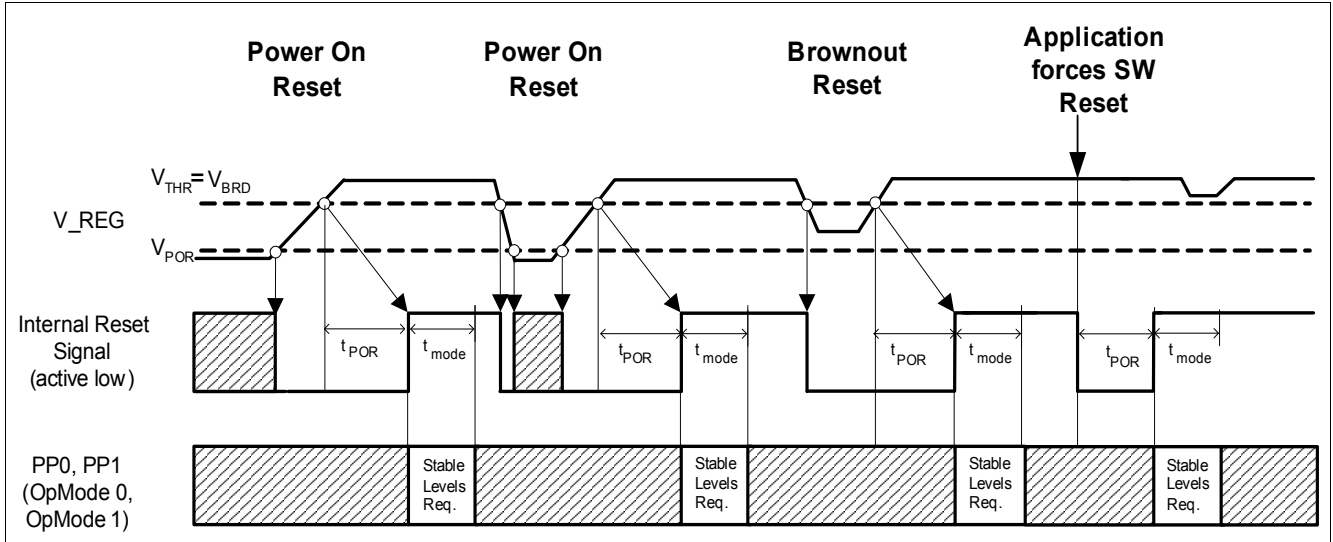 Power On
Reset
Power On
Reset
Brownout
Reset
Application
forces SW
Reset
V_THR= V_BRD
V_REG
V_POR
Internal Reset
Signal
(active low)
t_POR
t_mode
t_POR
t_mode
t_POR
t_mode
t_POR
t_mode
PP0, PP1
(OpMode 0,
OpMode 1)
Stable
Levels
Req.
Stable
Levels
Req.
Stable
Levels
Req.
Stable
Levels
Req.